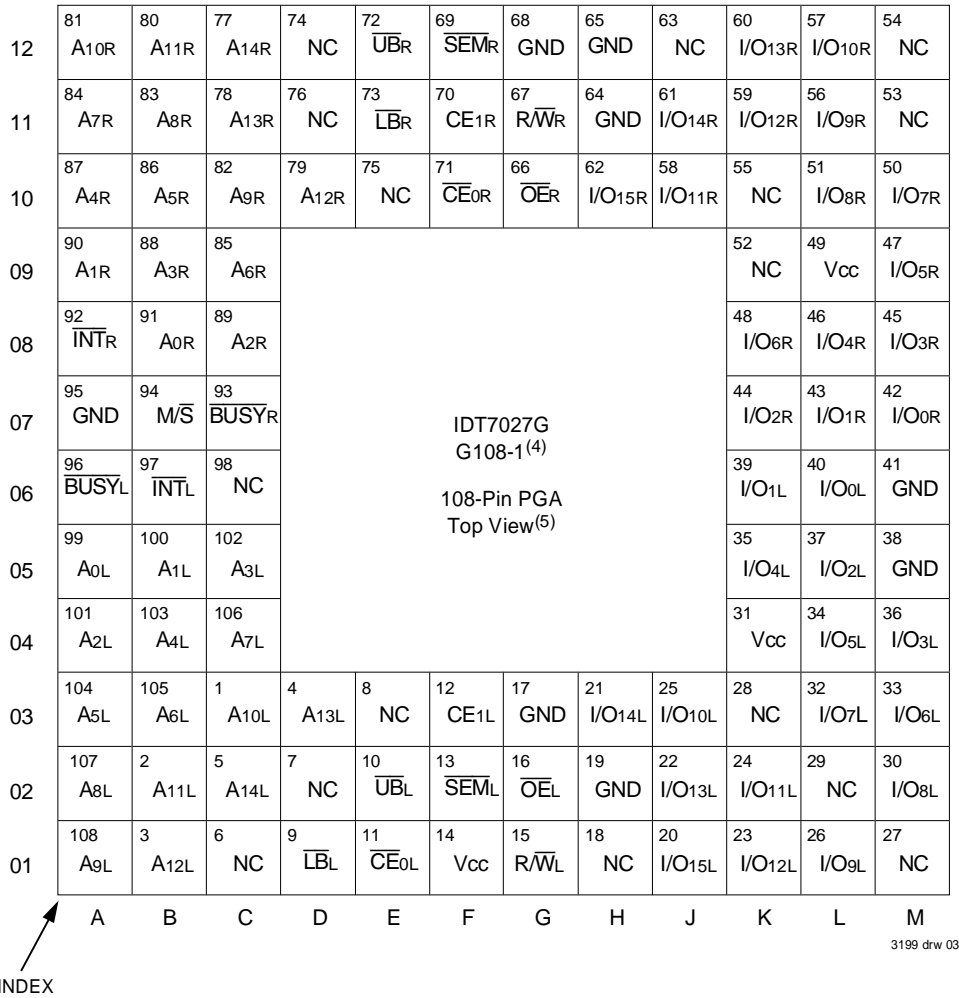 81 80 77 74 72 69 68 65 63 60 57 54
12 A10R A11R A14R NC UBR SEMR GND GND NC I/O13R I/O10R NC
84 83 78 76 73 70 67 64 61 59 56 53
11 A7R A8R A13R NC LBR CE1R R/WR GND I/O14R I/O12R I/O9R NC
87 86 82 79 75 71 66 62 58 55 51 50
10 A4R A5R A9R A12R NC CE0R OER I/O15R I/O11R NC I/O8R I/O7R
90 88 85 52 49 47
09 A1R A3R A6R NC Vcc I/O5R
92 91 89 48 46 45
08 INTR A0R A2R I/O6R I/O4R I/O3R
95 94 93 44 43 42
07 GND M/S BUSYR I/O2R I/O1R I/O0R
IDT7027G
G108-1(4)
96 97 98 39 40 41
06 BUSYL INTL NC I/O1L I/O0L GND
108-Pin PGA
Top View(5)
99 100 102 35 37 38
05 A0L A1L A3L I/O4L I/O2L GND
101 103 106 31 34 36
04 A2L A4L A7L Vcc I/O5L I/O3L
104 105 1 4 8 12 17 21 25 28 32 33
03 A5L A6L A10L A13L NC CE1L GND I/O14L I/O10L NC I/O7L I/O6L
107 2 5 7 10 13 16 19 22 24 29 30
02 A8L A11L A14L NC UBL SEML OEL GND I/O13L I/O11L NC I/O8L
108 3 6 9 11 14 15 18 20 23 26 27
01 A9L A12L NC LBL CE0L Vcc R/WL NC I/O15L I/O12L I/O9L NC
A B C D E F G H J K L M
3199 drw 03
INDEX